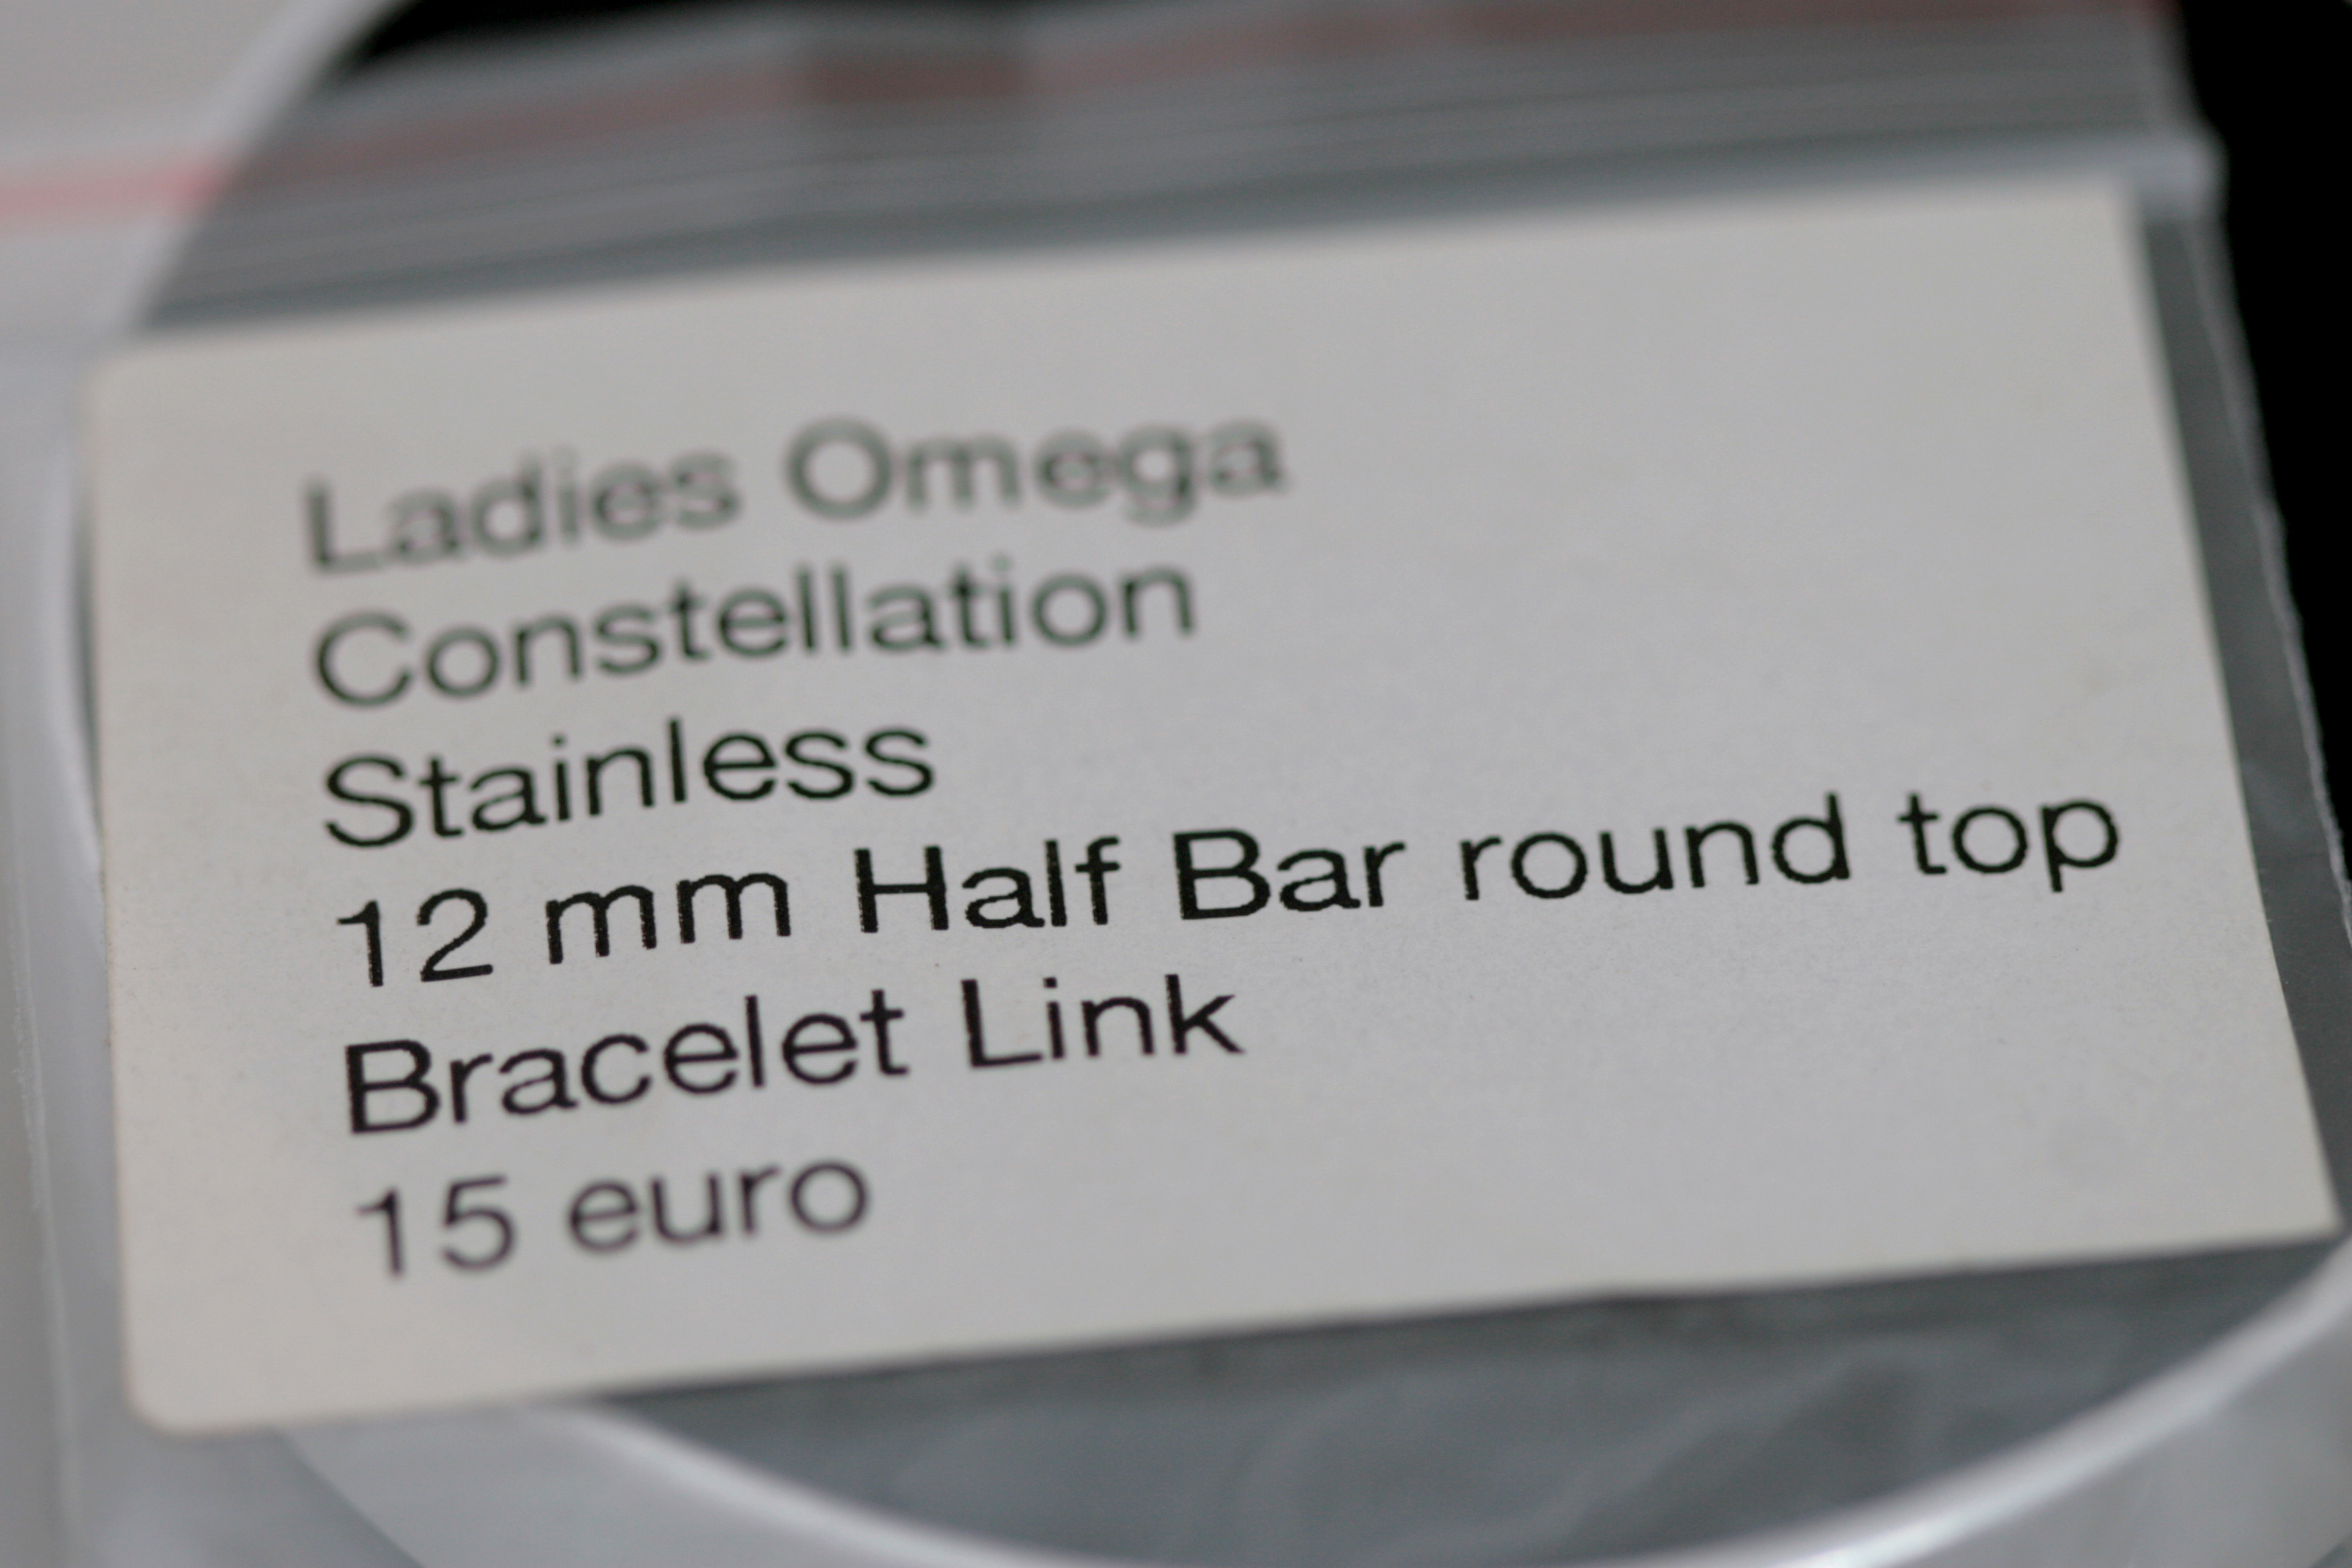 Ladies Omega
Constellation
Stainless
12 mm Half Bar round top
Bracelet Link
15 euro